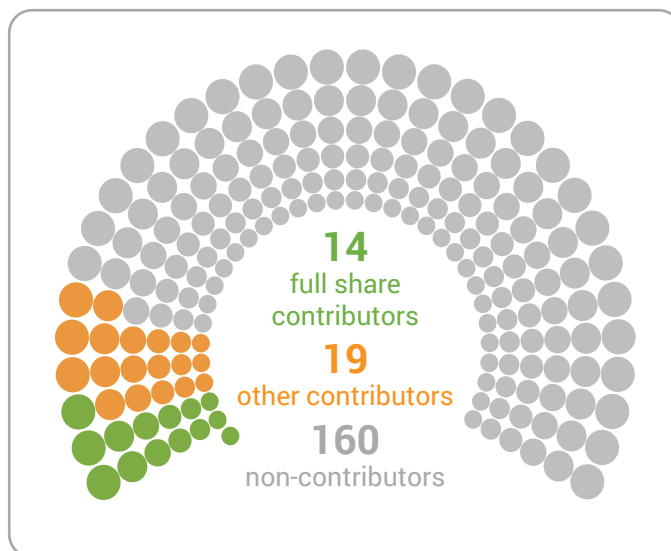 14
full share
contributors
19
other contributors
160
non-contributors